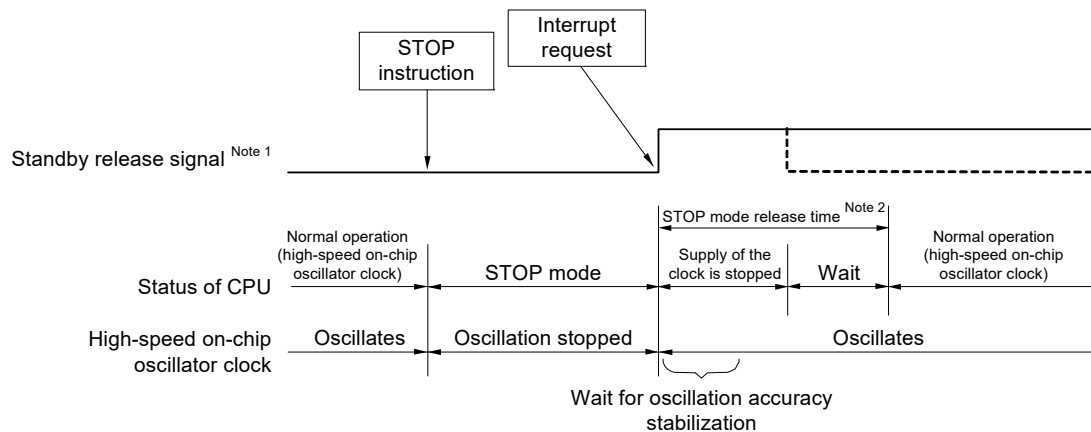 STOP
instruction
Interrupt
request
Standby release signal Note 1
STOP mode release time Note 2
Normal operation
(high-speed on-chip
oscillator clock)
Status of CPU
STOP mode
Supply of the
clock is stopped
Wait
Normal operation
(high-speed on-chip
oscillator clock)
High-speed on-chip
oscillator clock
Oscillates
Oscillation stopped
Oscillates
Wait for oscillation accuracy
stabilization